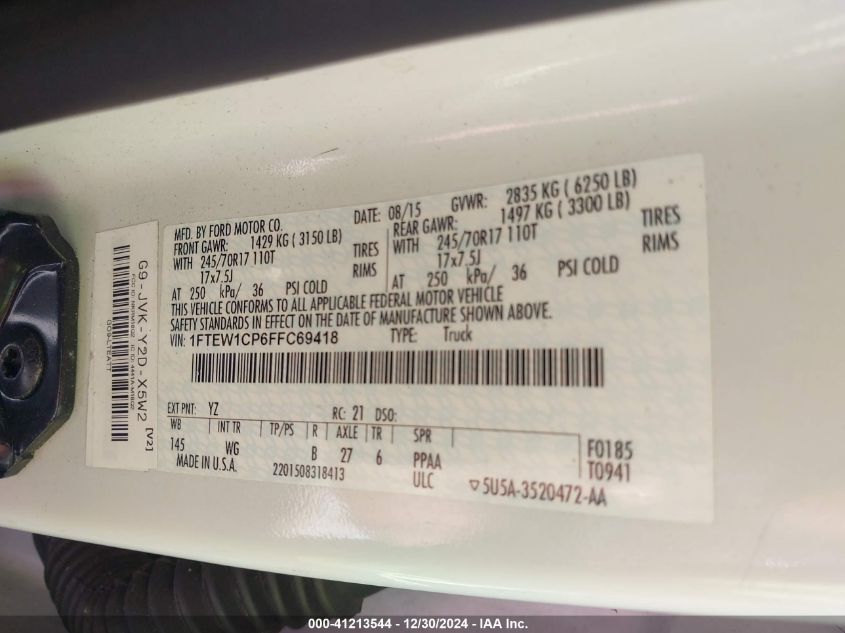 MFD. BY FORD MOTOR CO.
DATE: 08/15 GVWR: 2835 KG ( 6250 LB)
FRONT GAWR: 1429 KG ( 3150 LB)
REAR GAWR: 1497 KG ( 3300 LB)
WITH 245/70R17 110T TIRES
WITH 245/70R17 110T TIRES
17x7.5J RIMS
17x7.5J RIMS
AT 250 kPa/ 36 PSI COLD
AT 250 kPa/ 36 PSI COLD
THIS VEHICLE CONFORMS TO ALL APPLICABLE FEDERAL MOTOR VEHICLE
SAFETY STANDARDS IN EFFECT ON THE DATE OF MANUFACTURE SHOWN ABOVE.
VIN: 1FTEW1CP6FFC69418 TYPE: Truck
EXT PNT: YZ RC: 21 DSO:
WB INT TR TP/PS R AXLE TR SPR
145 WG B 27 6 PPAA
F0185
T0941
MADE IN U.S.A. 2201508318413 ULC ▽5U5A-3520472-AA
G9-JVK-Y2D-X5W2 [V2]
G09-LTEA17
000-41213544 - 12/30/2024 - IAA Inc.